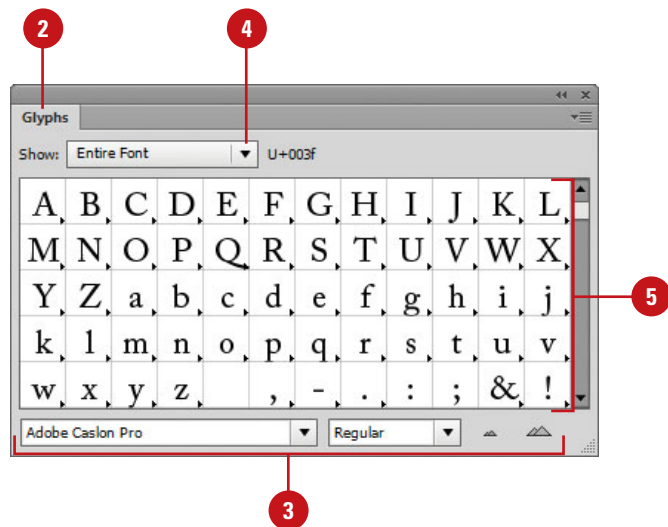 2 4
Glyphs
Show: Entire Font U+003f
A B C D E F G H I J K L
M N O P Q R S T U V W X
Y Z a b c d e f g h i j
5
k l m n o p q r s t u v
w x y z , - . : ; & !
Adobe Caslon Pro Regular
3